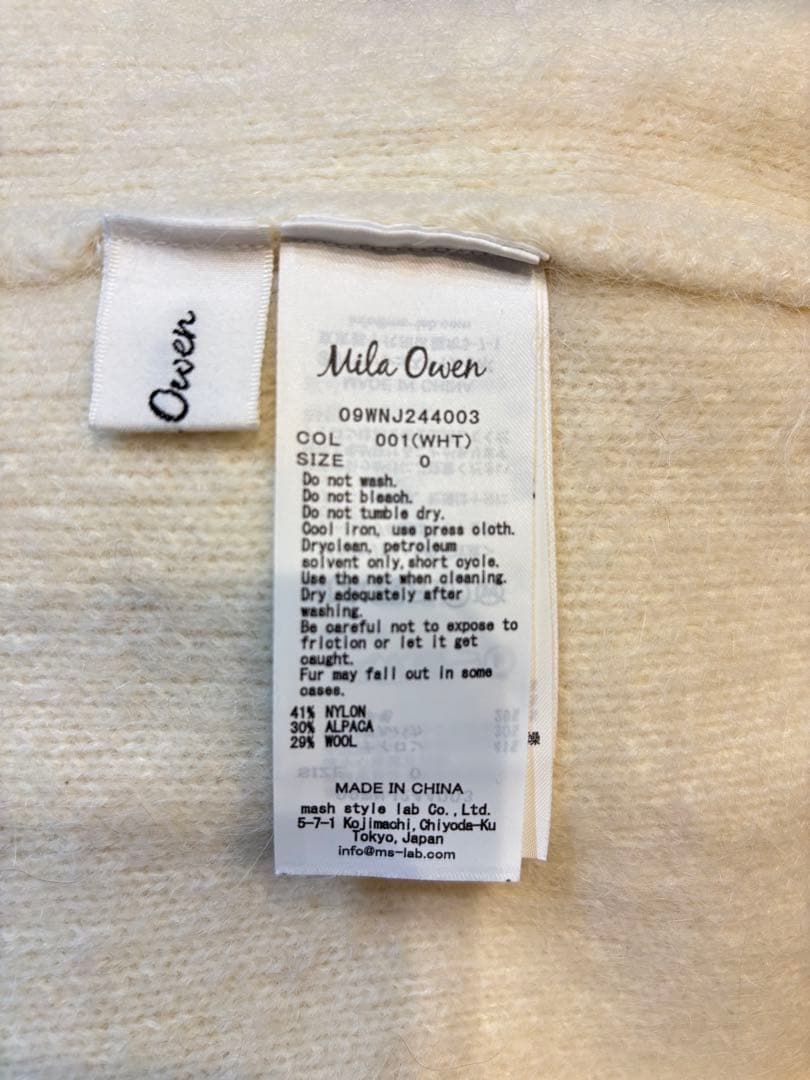 Owen
Mila Owen
09WNJ244003
COL 001(WHT)
SIZE 0
Do not wash.
Do not bleach.
Do not tumble dry.
Cool iron, use press cloth.
Dryclean, petroleum
solvent only, short cycle.
Use the net when cleaning.
Dry adequately after
washing.
Be careful not to expose to
friction or let it get
caught.
Fur may fall out in some
cases.
41% NYLON
30% ALPACA
29% WOOL
燥
MADE IN CHINA
mash style lab Co.,Ltd.
5-7-1 Kojimachi,Chiyoda-Ku
Tokyo,Japan
info@ms-lab.com